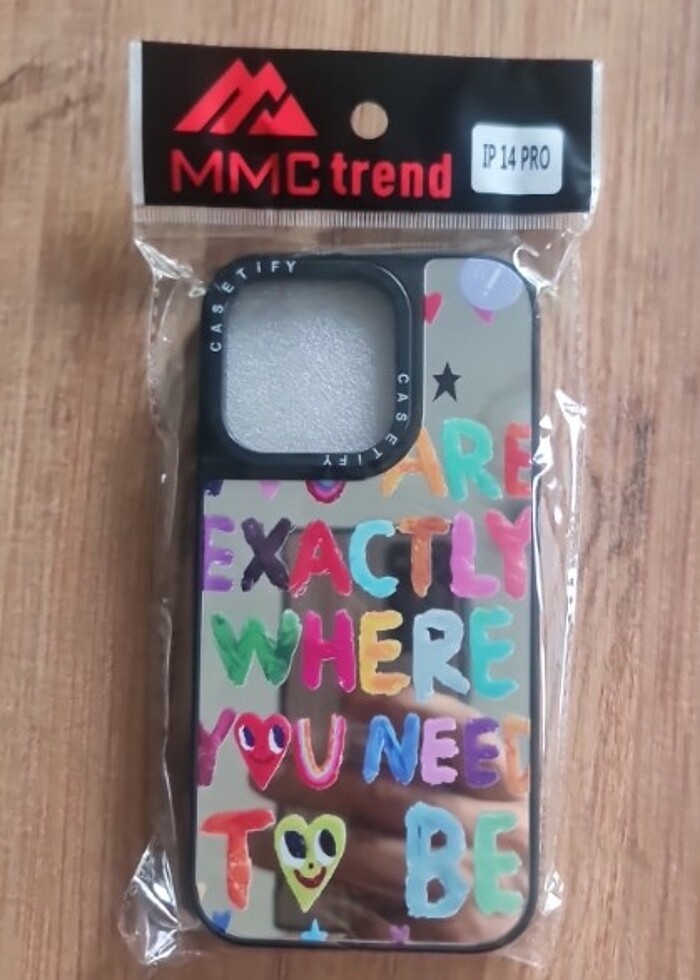 MMC trend
IP 14 PRO
CASETIFY
CASETIFY
ARE
EXACTLY
WHERE
YOU NEED
TO BE